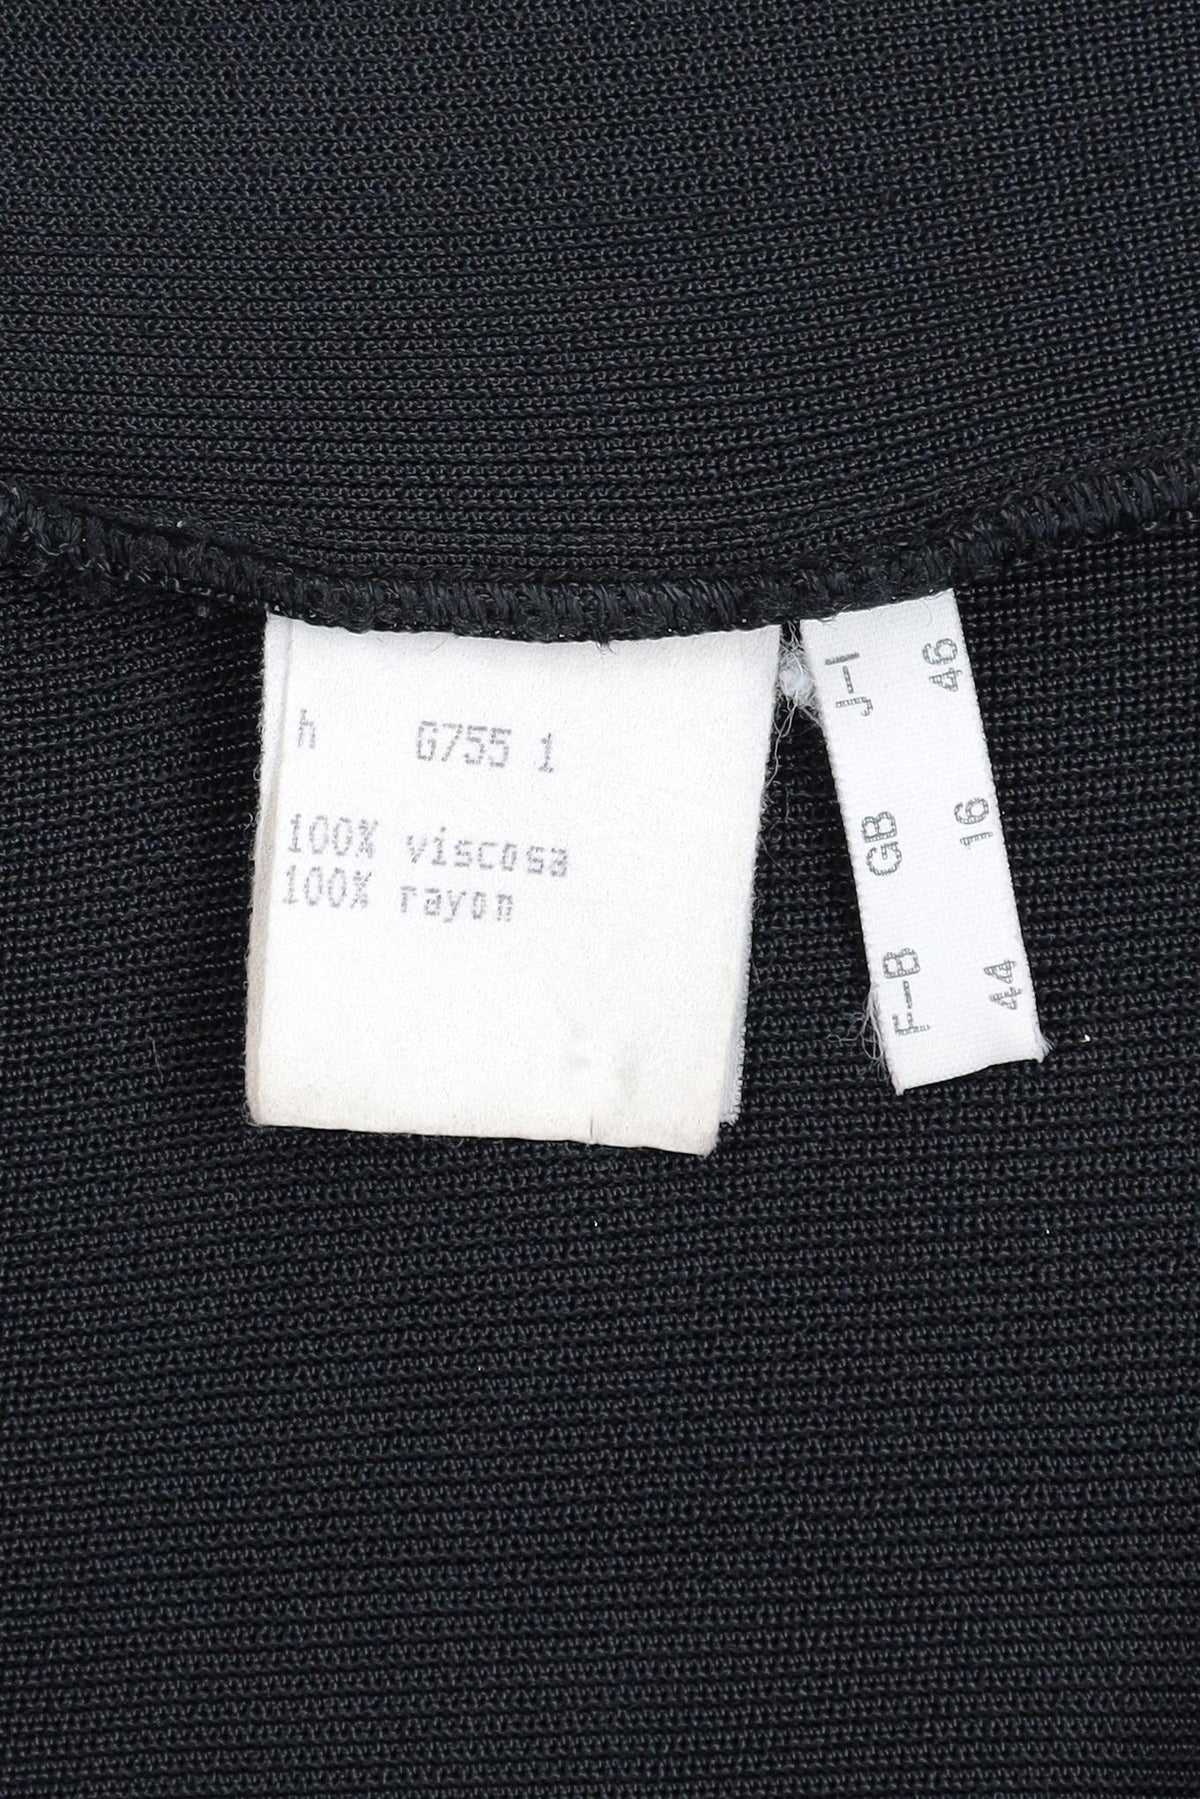 h G755 1
100% viscosa
100% rayon
J-I 46
GB 16
F-B 44